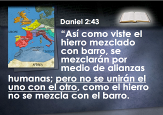 Daniel 2:43
“Así como viste el
hierro mezclado
con barro, se
mezclarán por
medio de alianzas
humanas; pero no se unirán el
uno con el otro, como el hierro
no se mezcla con el barro.